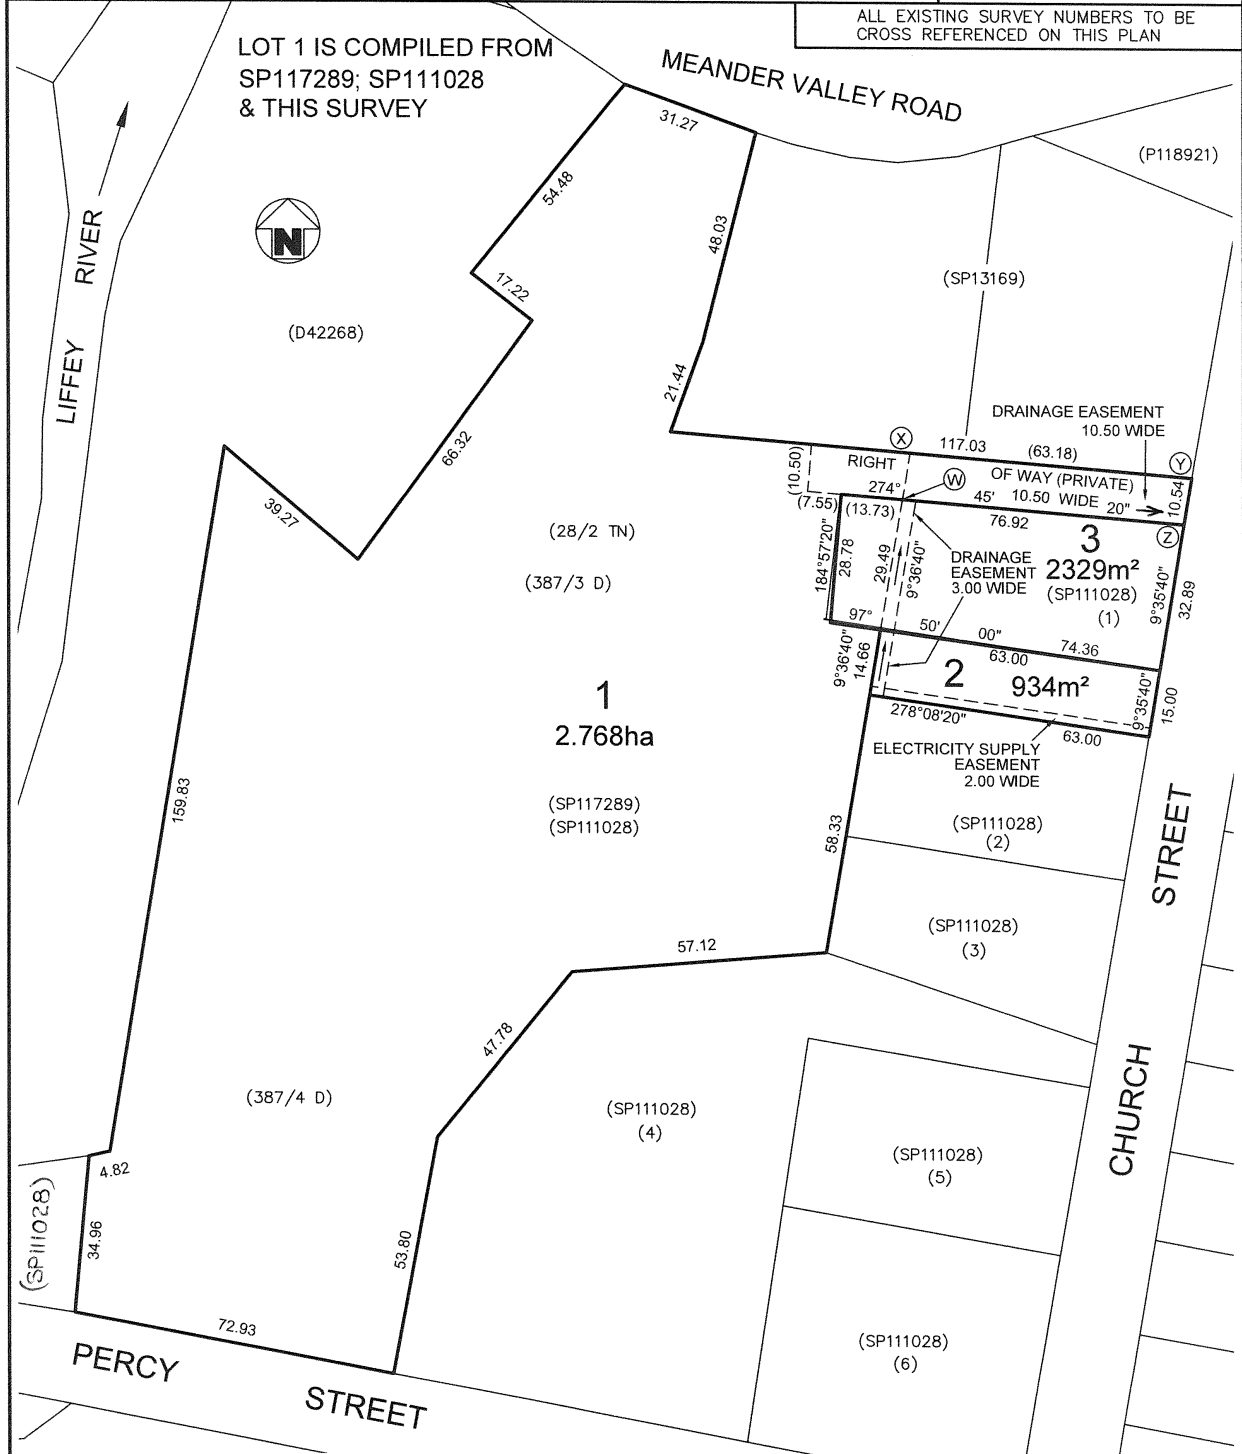 ALL EXISTING SURVEY NUMBERS TO BE
CROSS REFERENCED ON THIS PLAN
LOT 1 IS COMPILED FROM
SP117289; SP111028
& THIS SURVEY
MEANDER VALLEY ROAD
31.27
(P118921)
54.48
LIFFEY RIVER
N
48.03
(SP13169)
17.22
(D42268)
21.44
DRAINAGE EASEMENT
10.50 WIDE
X
117.03
(63.18)
Y
66.32
(10.50)
RIGHT
OF WAY (PRIVATE)
10.50 WIDE
274°
W
45'
20"
10.54
39.27
(7.55)
(13.73)
76.92
Z
(28/2 TN)
3
184°57'20"
28.78
29.49
9°36'40"
DRAINAGE
EASEMENT
3.00 WIDE
2329m²
(SP111028)
(1)
9°35'40"
32.89
(387/3 D)
97°
50'
00"
74.36
63.00
9°36'40"
14.66
2
934m²
9°35'40"
15.00
1
2.768ha
278°08'20"
63.00
ELECTRICITY SUPPLY
EASEMENT
2.00 WIDE
159.83
(SP117289)
(SP111028)
58.33
(SP111028)
(2)
CHURCH STREET
(SP111028)
(3)
57.12
47.78
(387/4 D)
(SP111028)
(4)
(SP111028)
(5)
4.82
(SP111028)
34.96
53.80
72.93
(SP111028)
(6)
PERCY STREET